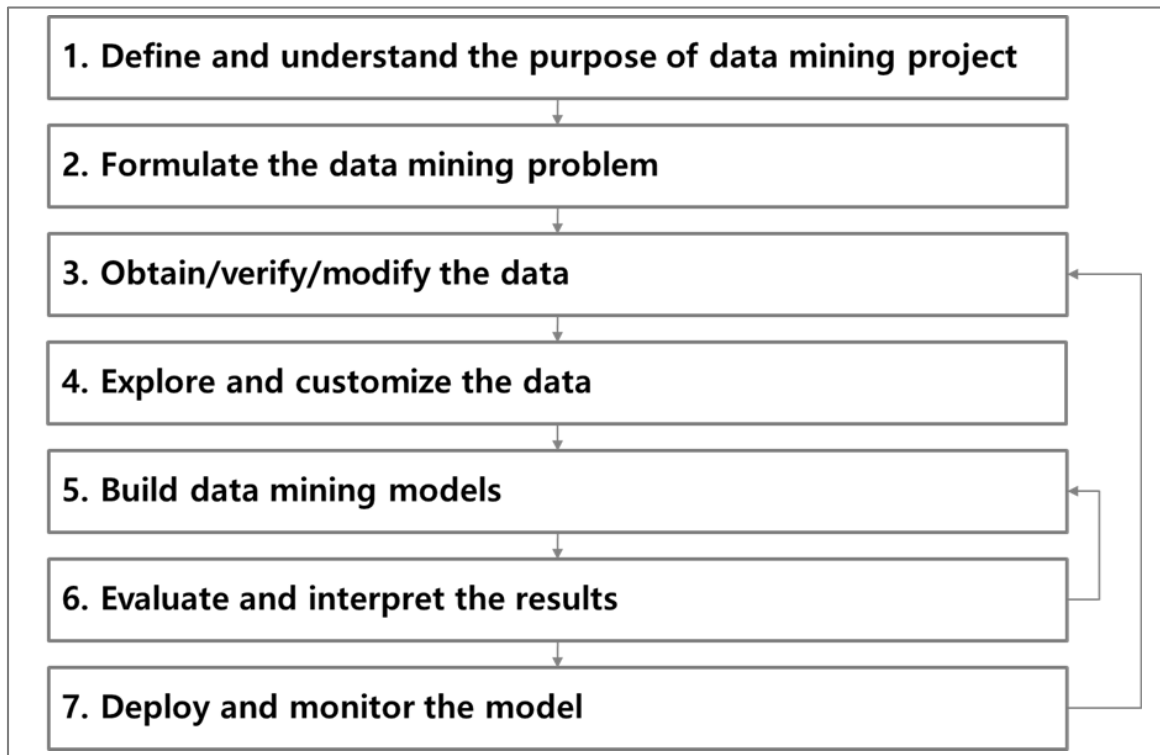 1. Define and understand the purpose of data mining project
2. Formulate the data mining problem
3. Obtain/verify/modify the data
4. Explore and customize the data
5. Build data mining models
6. Evaluate and interpret the results
7. Deploy and monitor the model